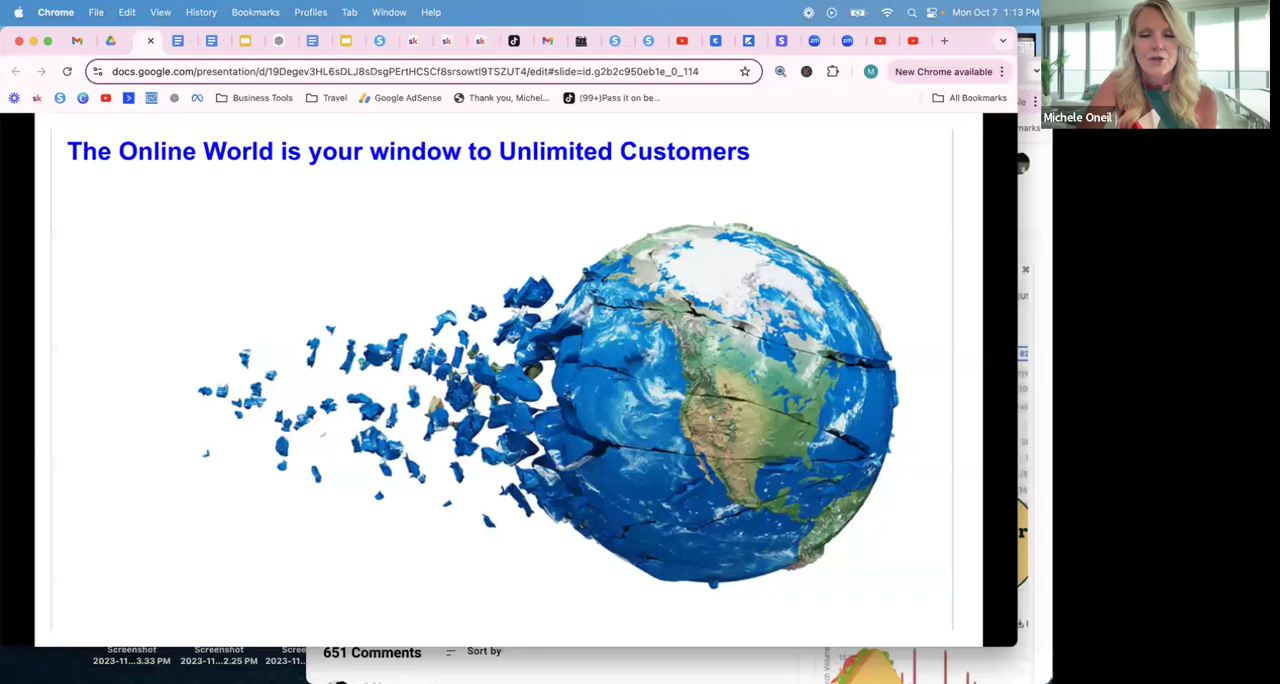 Chrome File Edit View History Bookmarks Profiles Tab Window Help Mon Oct 7 1:13 PM
docs.google.com/presentation/d/19Degev3HL6sDLJ8sDsgPErtHCSCf8srsowtl9TSZUT4/edit#slide=id.g2b2c950eb1e_0_114
New Chrome available
Business Tools Travel Google AdSense Thank you, Michel... (99+)Pass it on be... All Bookmarks
Michele Oneil
The Online World is your window to Unlimited Customers
Screenshot Screenshot
2023-11...3.33 PM 2023-11...2.25 PM 2023-11...
651 Comments Sort by